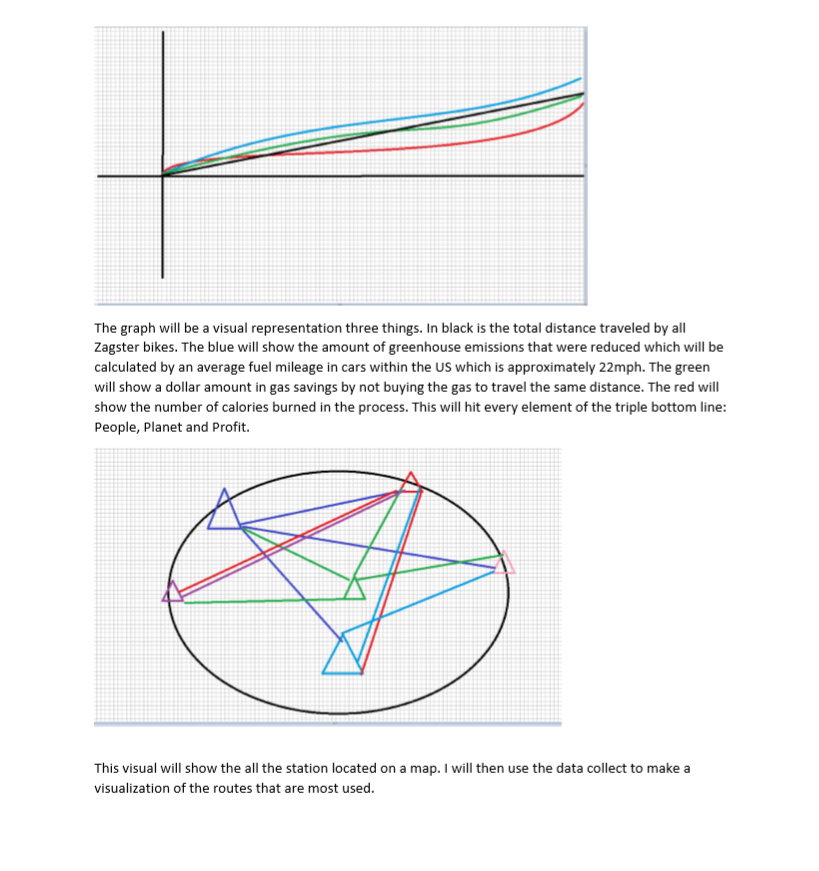 The graph will be a visual representation three things. In black is the total distance traveled by all
Zagster bikes. The blue will show the amount of greenhouse emissions that were reduced which will be
calculated by an average fuel mileage in cars within the US which is approximately 22mph. The green
will show a dollar amount in gas savings by not buying the gas to travel the same distance. The red will
show the number of calories burned in the process. This will hit every element of the triple bottom line:
People, Planet and Profit.
This visual will show the all the station located on a map. I will then use the data collect to make a
visualization of the routes that are most used.